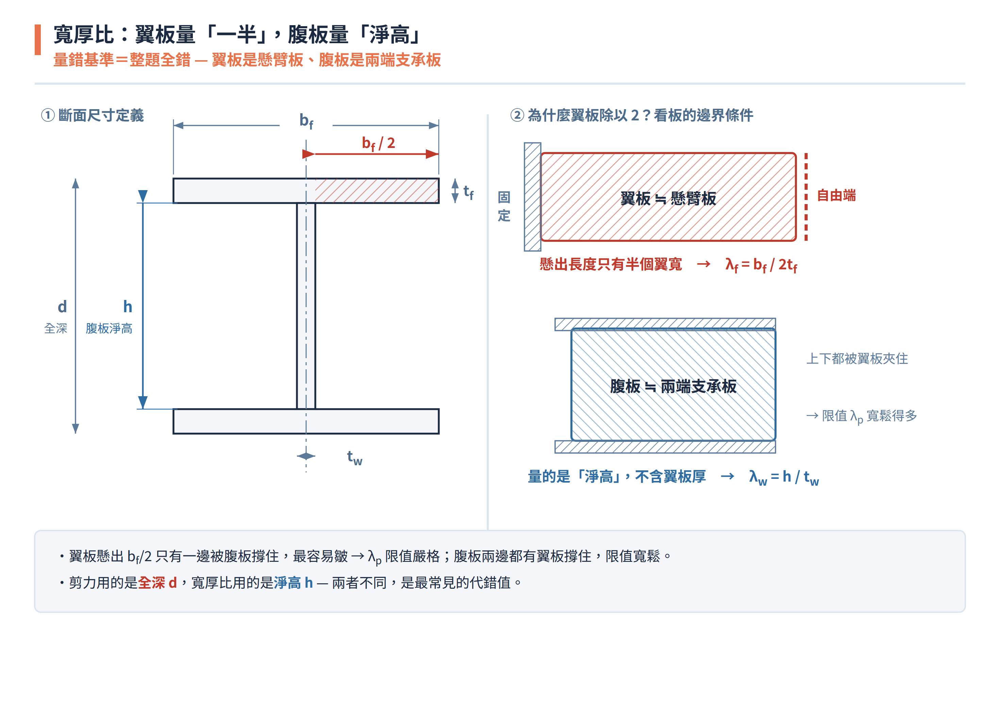 寬厚比：翼板量「一半」，腹板量「淨高」
量錯基準＝整題全錯 — 翼板是懸臂板、腹板是兩端支承板
① 斷面尺寸定義
bf
bf / 2
tf
d
全深
h
腹板淨高
tw
② 為什麼翼板除以 2？看板的邊界條件
固
定
翼板 ≒ 懸臂板
自由端
懸出長度只有半個翼寬 → λf = bf / 2tf
上下都被翼板夾住
腹板 ≒ 兩端支承板
→ 限值 λp 寬鬆得多
量的是「淨高」，不含翼板厚 → λw = h / tw
・翼板懸出 bf/2 只有一邊被腹板撐住，最容易皺 → λp 限值嚴格；腹板兩邊都有翼板撐住，限值寬鬆。
・剪力用的是全深 d，寬厚比用的是淨高 h — 兩者不同，是最常見的代錯值。